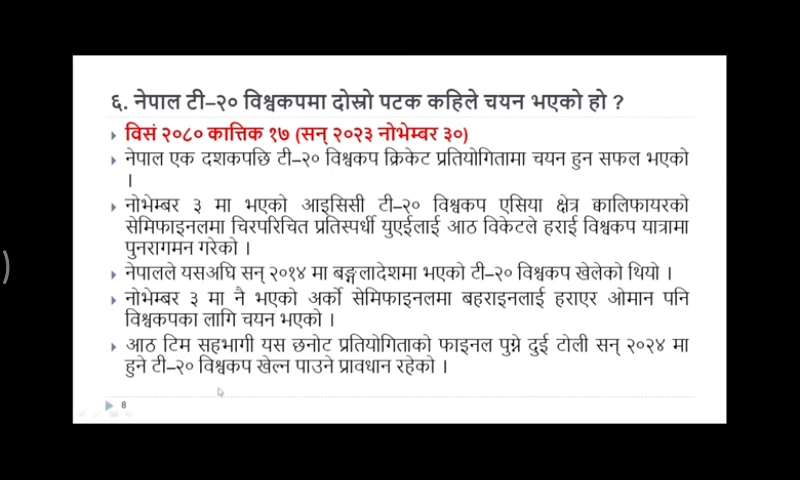 ६. नेपाल टी–२० विश्वकपमा दोस्रो पटक कहिले चयन भएको हो ?
विसं २०८० कात्तिक १७ (सन् २०२३ नोभेम्बर ३०)
नेपाल एक दशकपछि टी–२० विश्वकप क्रिकेट प्रतियोगितामा चयन हुन सफल भएको
।
नोभेम्बर ३ मा भएको आइसिसी टी–२० विश्वकप एसिया क्षेत्र क्वालिफायरको
सेमिफाइनलमा चिरपरिचित प्रतिस्पर्धी युएईलाई आठ विकेटले हराई विश्वकप यात्रामा
पुनरागमन गरेको ।
नेपालले यसअघि सन् २०१४ मा बङ्गलादेशमा भएको टी–२० विश्वकप खेलेको थियो ।
नोभेम्बर ३ मा नै भएको अर्को सेमिफाइनलमा बहराइनलाई हराएर ओमान पनि
विश्वकपका लागि चयन भएको ।
आठ टिम सहभागी यस छनोट प्रतियोगिताको फाइनल पुग्ने दुई टोली सन् २०२४ मा
हुने टी–२० विश्वकप खेल्न पाउने प्रावधान रहेको ।
8